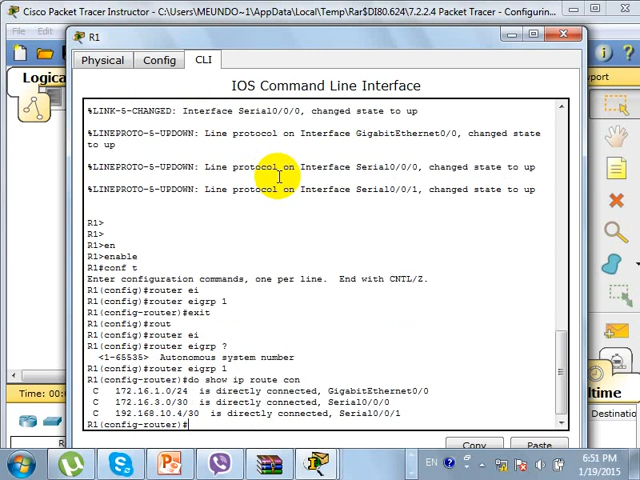 Cisco Packet Tracer Instructor - C:\Users\MEUNDO~1\AppData\Local\Temp\Rar$DI80.624\7.2.2.4 Packet Tracer - Configurin...
File
R1
Logica
port
Physical
Config
CLI
IOS Command Line Interface
%LINK-5-CHANGED: Interface Serial0/0/0, changed state to up
%LINEPROTO-5-UPDOWN: Line protocol on Interface GigabitEthernet0/0, changed state
to up
%LINEPROTO-5-UPDOWN: Line protocol on Interface Serial0/0/0, changed state to up
%LINEPROTO-5-UPDOWN: Line protocol on Interface Serial0/0/1, changed state to up
R1>
R1>
R1>en
R1>enable
R1#conf t
Enter configuration commands, one per line. End with CNTL/Z.
R1(config)#router ei
R1(config)#router eigrp 1
R1(config-router)#exit
R1(config)#rout
R1(config)#router ei
R1(config)#router eigrp ?
<1-65535> Autonomous system number
R1(config)#router eigrp 1
R1(config-router)#do show ip route con
C 172.16.1.0/24 is directly connected, GigabitEthernet0/0
C 172.16.3.0/30 is directly connected, Serial0/0/0
C 192.168.10.4/30 is directly connected, Serial0/0/1
R1(config-router)#
Copy
Paste
Time: 0
Destinatio
EN
6:51 PM
1/19/2015